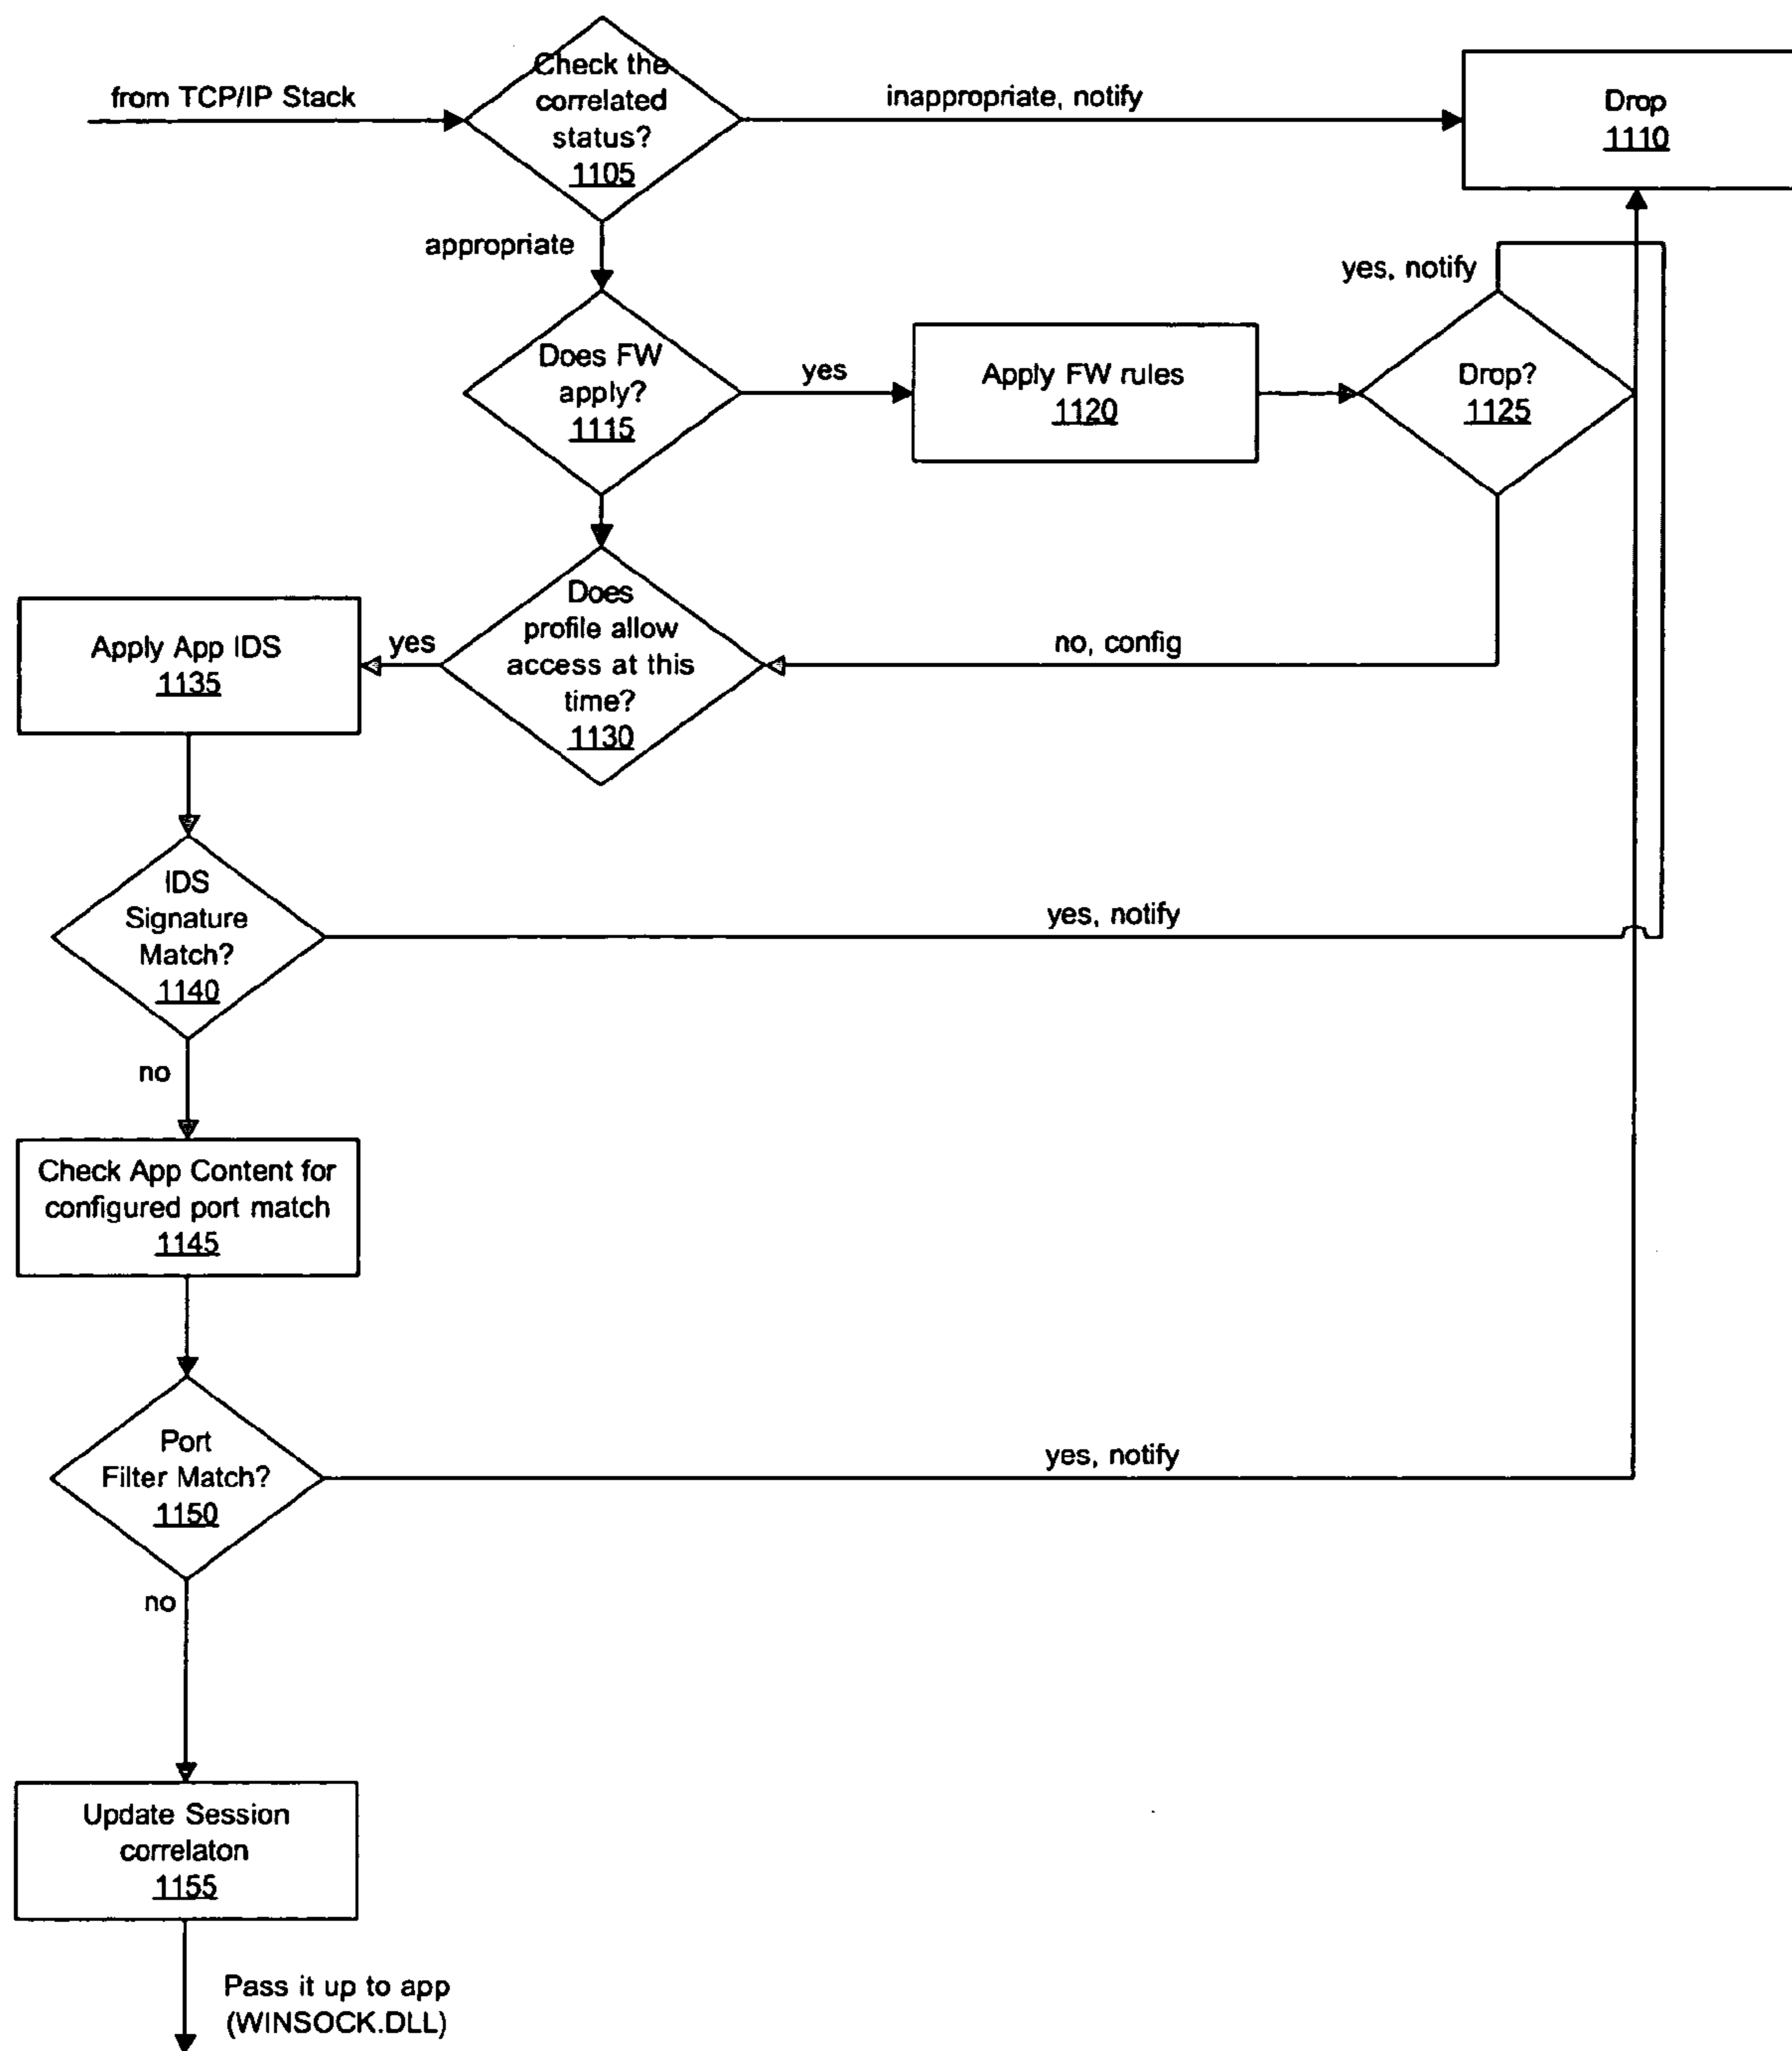 from TCP/IP Stack
Check the
correlated
status?
1105
inappropriate, notify
Drop
1110
appropriate
Does FW
apply?
1115
yes
Apply FW rules
1120
yes, notify
Drop?
1125
Does
profile allow
access at this
time?
1130
no, config
yes
Apply App IDS
1135
IDS
Signature
Match?
1140
yes, notify
no
Check App Content for
configured port match
1145
Port
Filter Match?
1150
yes, notify
no
Update Session
correlaton
1155
Pass it up to app
(WINSOCK.DLL)